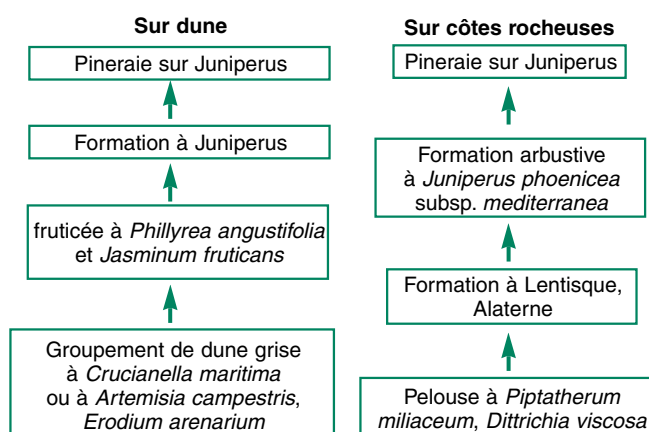 Sur dune
Pineraie sur Juniperus
Formation à Juniperus
fruticée à Phillyrea angustifolia
et Jasminum fruticans
Groupement de dune grise
à Crucianella maritima
ou à Artemisia campestris,
Erodium arenarium
Sur côtes rocheuses
Pineraie sur Juniperus
Formation arbustive
à Juniperus phoenicea
subsp. mediterranea
Formation à Lentisque,
Alaterne
Pelouse à Piptatherum
miliaceum, Dittrichia viscosa